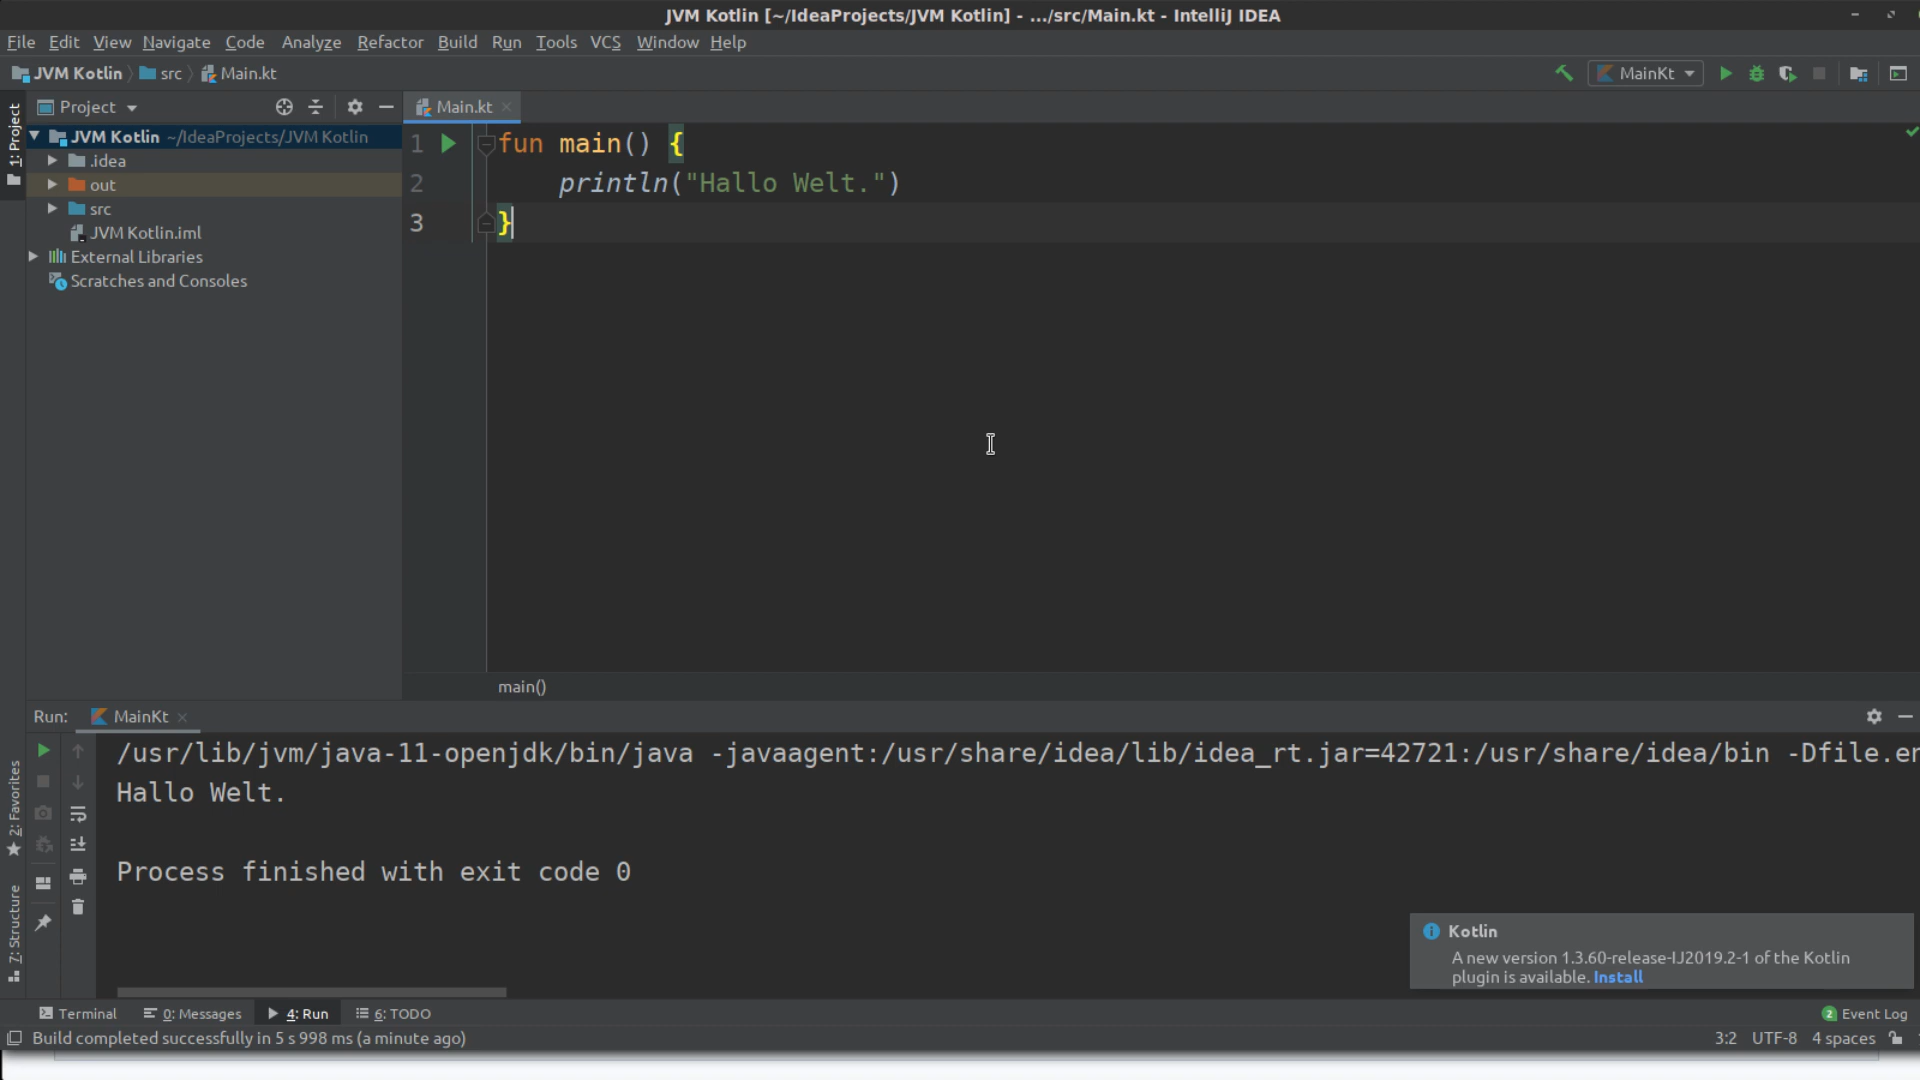 JVM Kotlin [~/IdeaProjects/JVM Kotlin] - .../src/Main.kt - IntelliJ IDEA
File Edit View Navigate Code Analyze Refactor Build Run Tools VCS Window Help
JVM Kotlin src Main.kt MainKt
1: Project
Project
JVM Kotlin ~/IdeaProjects/JVM Kotlin
.idea
out
src
JVM Kotlin.iml
External Libraries
Scratches and Consoles
Main.kt
1 fun main() {
2 println("Hallo Welt.")
3 }
main()
Run: MainKt
/usr/lib/jvm/java-11-openjdk/bin/java -javaagent:/usr/share/idea/lib/idea_rt.jar=42721:/usr/share/idea/bin -Dfile.en
Hallo Welt.
Process finished with exit code 0
2: Favorites
7: Structure
Kotlin
A new version 1.3.60-release-IJ2019.2-1 of the Kotlin
plugin is available. Install
Terminal 0: Messages 4: Run 6: TODO 2 Event Log
Build completed successfully in 5 s 998 ms (a minute ago) 3:2 UTF-8 4 spaces